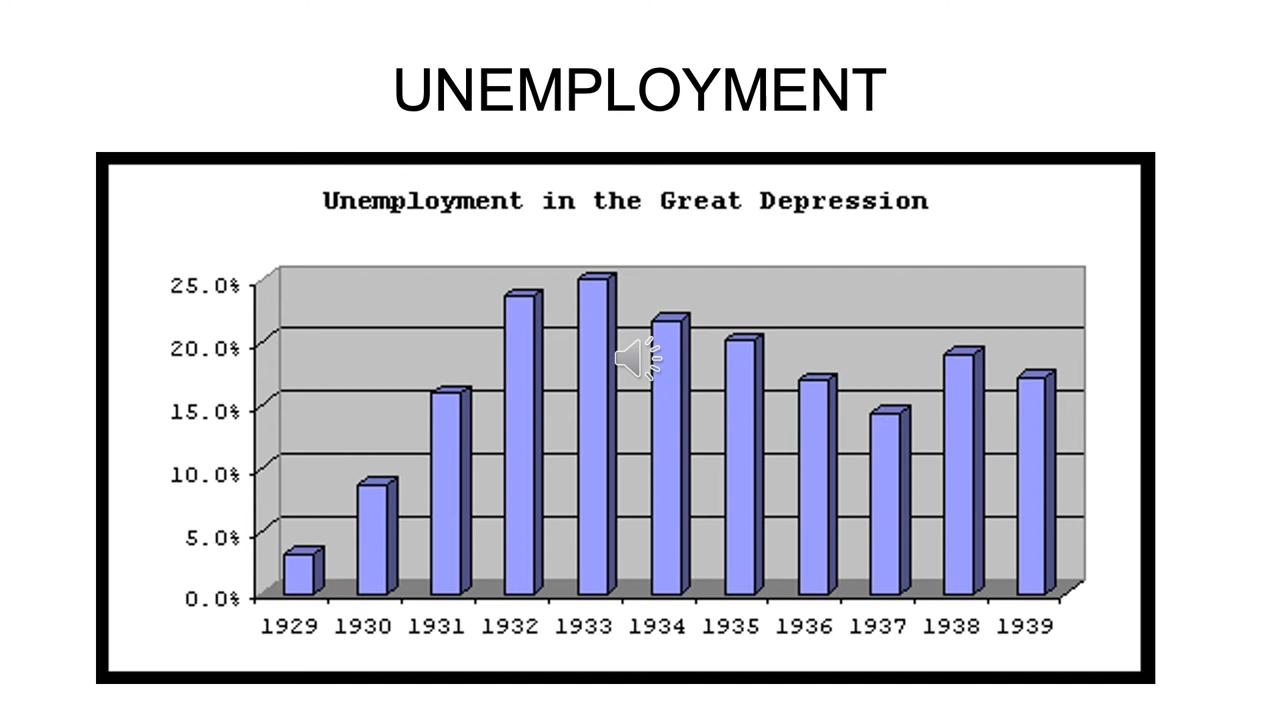 UNEMPLOYMENT
Unemployment in the Great Depression
25.0%
20.0%
15.0%
10.0%
5.0%
0.0%
1929 1930 1931 1932 1933 1934 1935 1936 1937 1938 1939